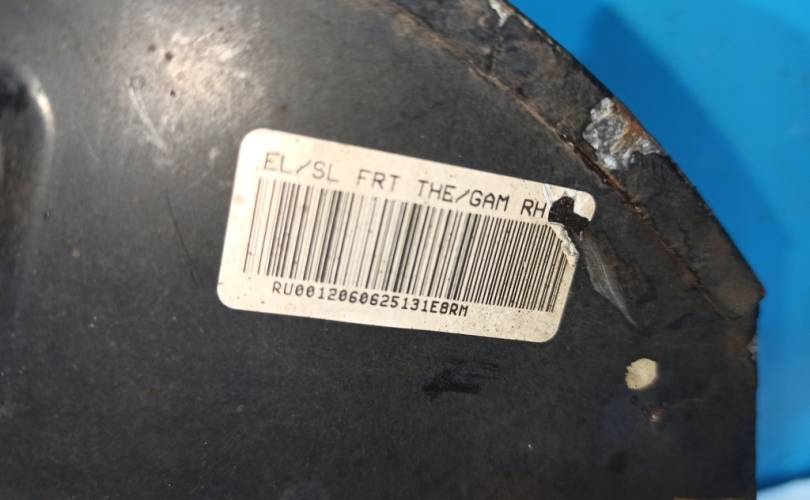 EL/SL FRT THE/GAM RH
RU0012060625131E8RM